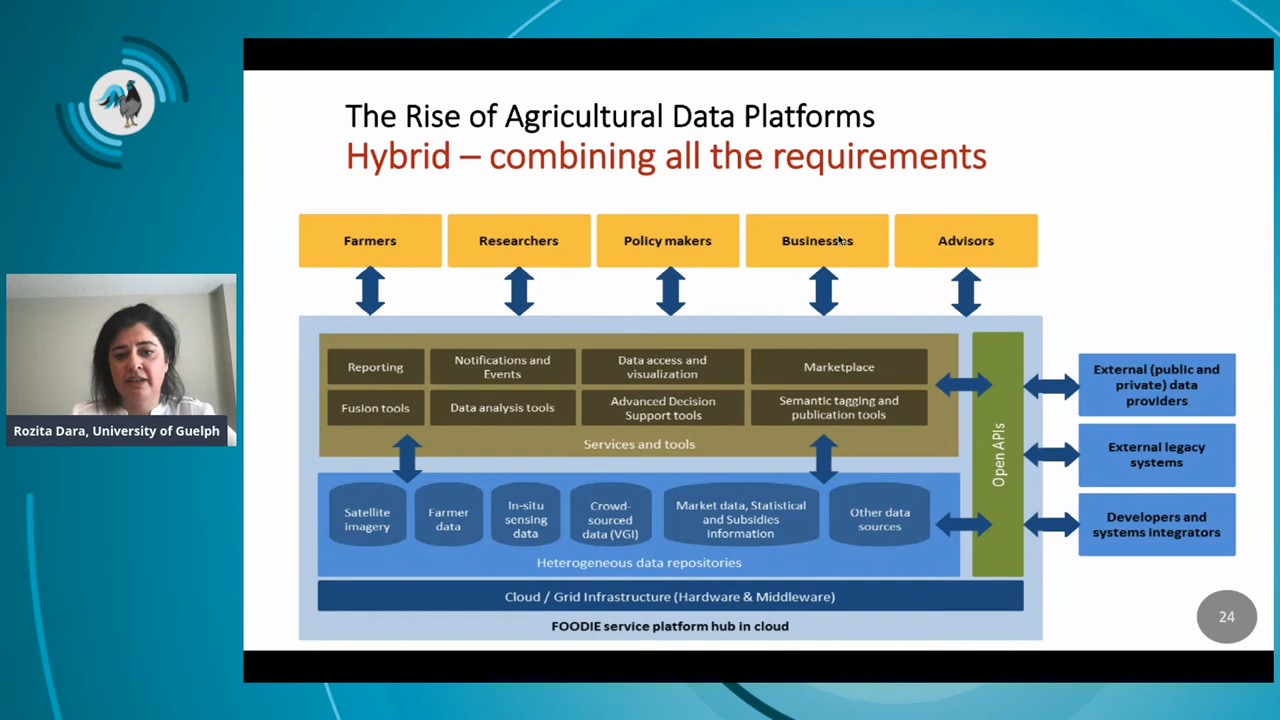 The Rise of Agricultural Data Platforms
Hybrid – combining all the requirements
Farmers
Researchers
Policy makers
Businesses
Advisors
Reporting
Notifications and
Events
Data access and
visualization
Marketplace
Fusion tools
Data analysis tools
Advanced Decision
Support tools
Semantic tagging and
publication tools
Services and tools
Open APIs
External (public and
private) data
providers
External legacy
systems
Developers and
systems integrators
Satellite
imagery
Farmer
data
In-situ
sensing
data
Crowd-
sourced
data (VGI)
Market data, Statistical
and Subsidies
information
Other data
sources
Heterogeneous data repositories
Cloud / Grid Infrastructure (Hardware & Middleware)
FOODIE service platform hub in cloud
24
Rozita Dara, University of Guelph